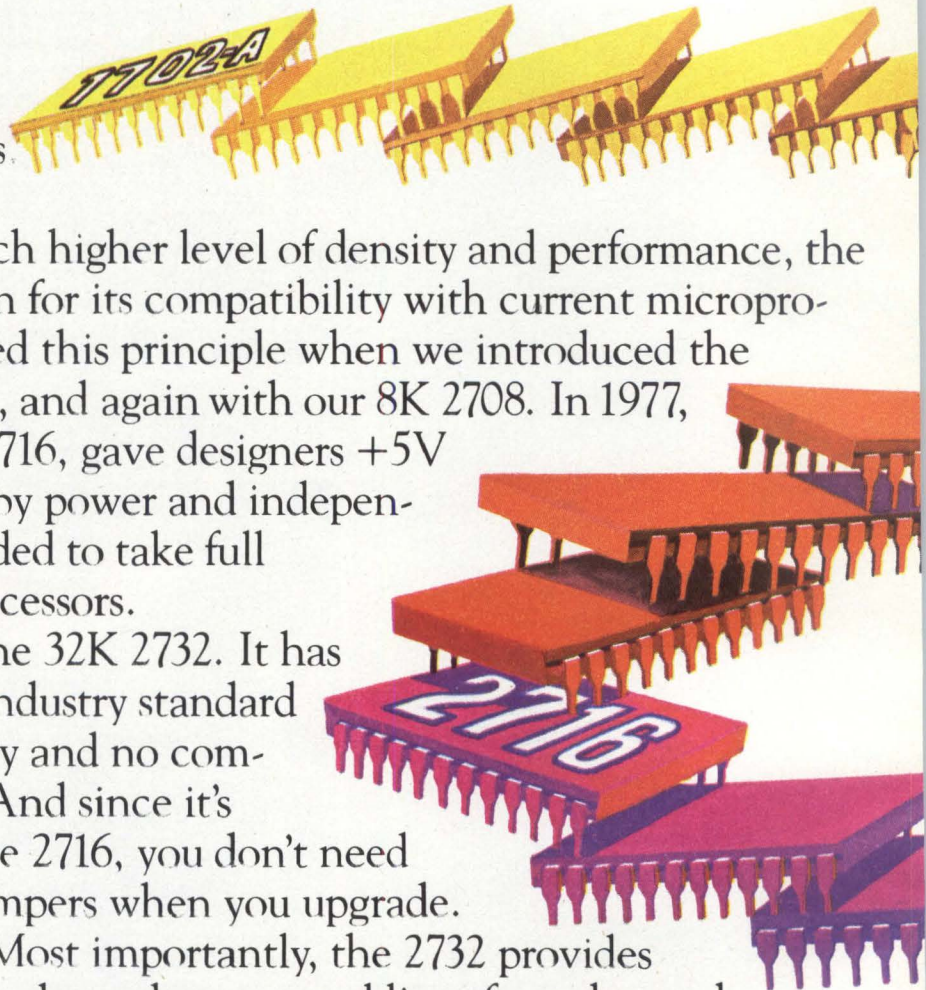 1702-A
s
ch higher level of density and performance, the
n for its compatibility with current micropro-
ed this principle when we introduced the
, and again with our 8K 2708. In 1977,
716, gave designers +5V
by power and indepen-
ded to take full
cessors.
he 32K 2732. It has
ndustry standard
y and no com-
And since it's
e 2716, you don't need
mpers when you upgrade.
Most importantly, the 2732 provides
2716